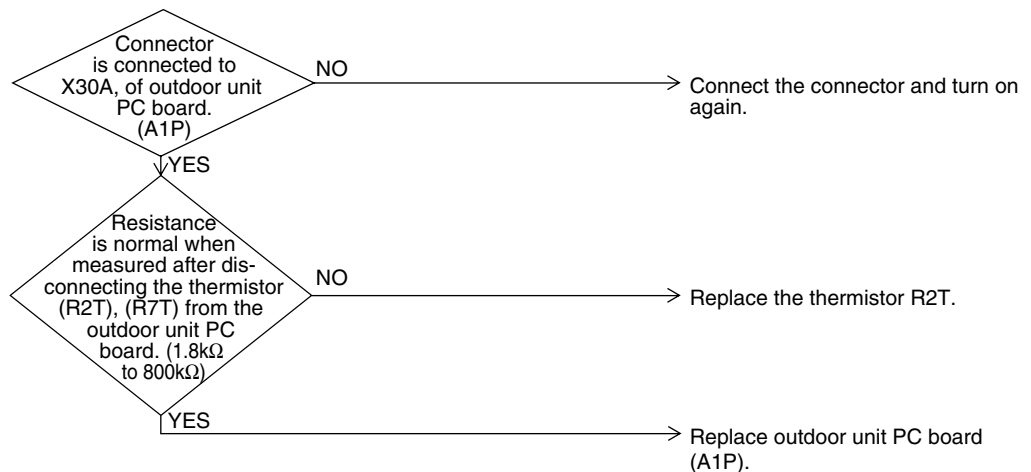 Connector
is connected to
X30A, of outdoor unit
PC board.
(A1P)
NO
Connect the connector and turn on
again.
YES
Resistance
is normal when
measured after dis-
connecting the thermistor
(R2T), (R7T) from the
outdoor unit PC
board. (1.8kΩ
to 800kΩ)
NO
Replace the thermistor R2T.
YES
Replace outdoor unit PC board
(A1P).